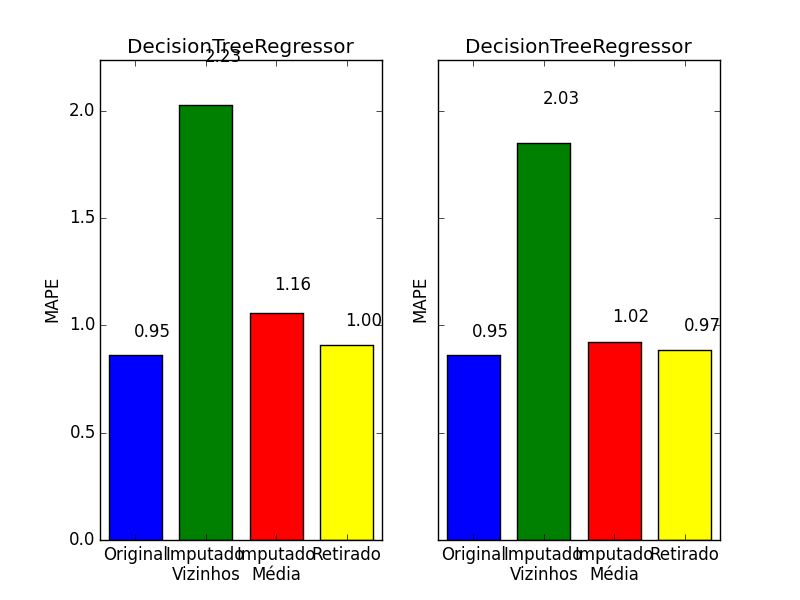 DecisionTreeRegressor
2.23
2.0
1.5
1.16
1.0
1.00
0.95
0.5
0.0
MAPE
Original
Imputado
Vizinhos
Imputado
Média
Retirado
DecisionTreeRegressor
2.03
1.02
0.97
0.95
MAPE
Original
Imputado
Vizinhos
Imputado
Média
Retirado